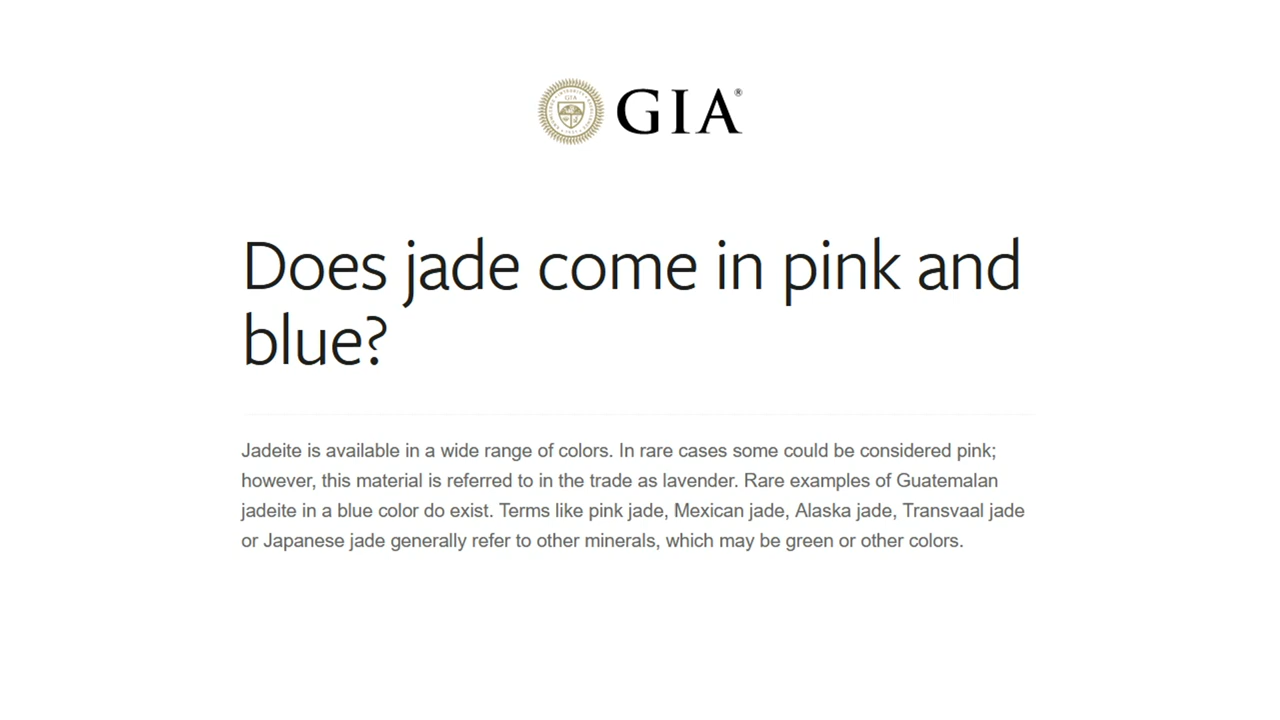 GIA®
Does jade come in pink and
blue?
Jadeite is available in a wide range of colors. In rare cases some could be considered pink;
however, this material is referred to in the trade as lavender. Rare examples of Guatemalan
jadeite in a blue color do exist. Terms like pink jade, Mexican jade, Alaska jade, Transvaal jade
or Japanese jade generally refer to other minerals, which may be green or other colors.